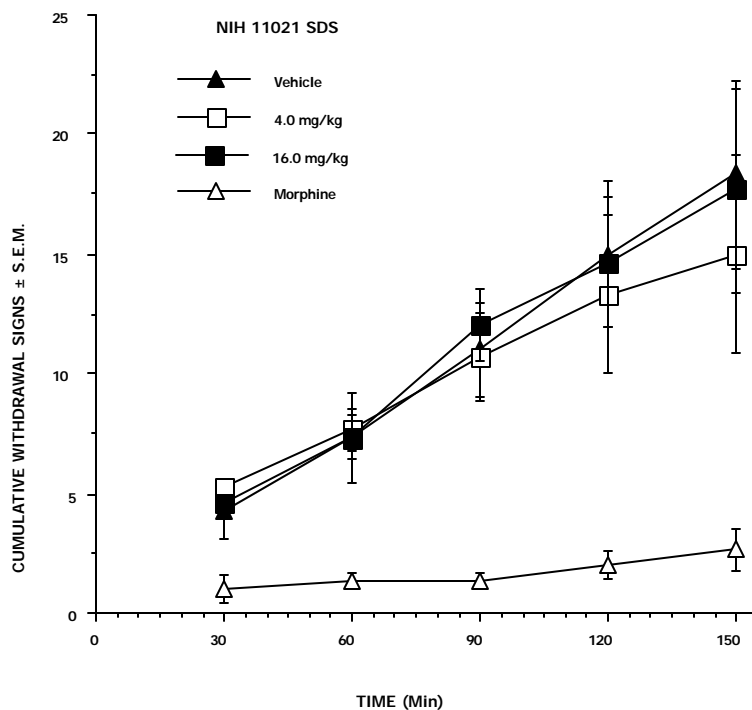 NIH 11021 SDS
Vehicle
4.0 mg/kg
16.0 mg/kg
Morphine
CUMULATIVE WITHDRAWAL SIGNS ± S.E.M.
25
20
15
10
5
0
0 30 60 90 120 150
TIME (Min)